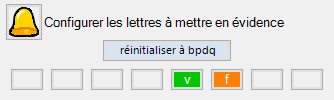 Configurer les lettres à mettre en évidence
réinitialiser à bpdq
v f